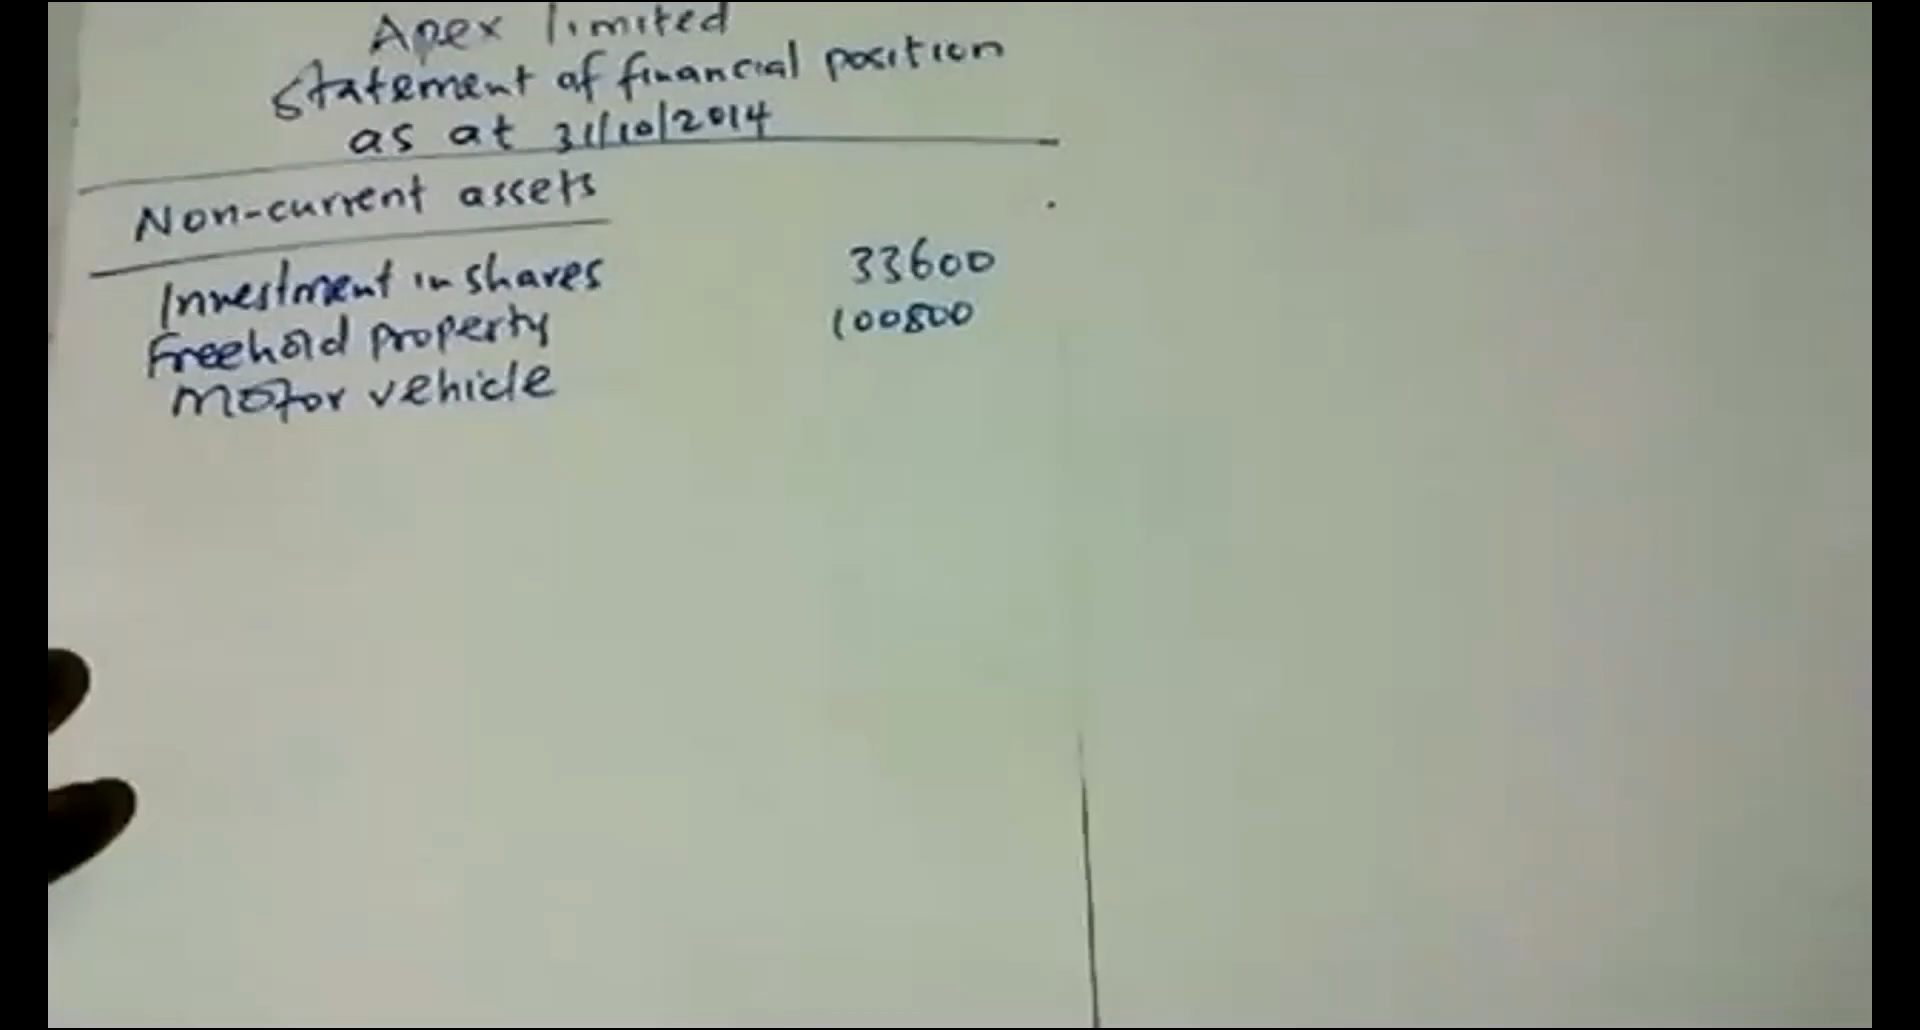 Apex limited
Statement of financial position
as at 31/10/2014
Non-current assets
Investment in shares 33600
Freehold property 100800
Motor vehicle